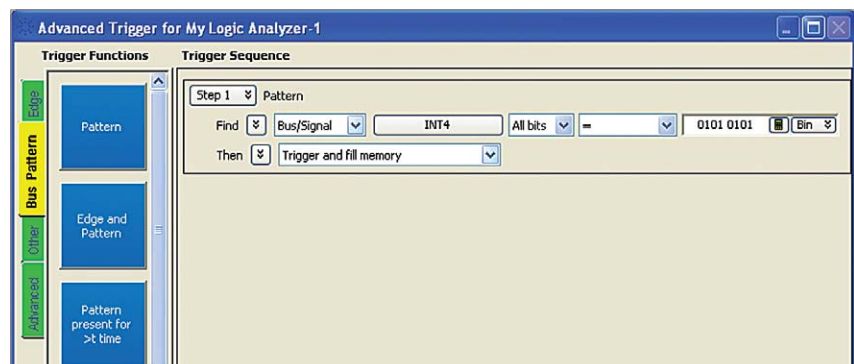 Advanced Trigger for My Logic Analyzer-1
Trigger Functions
Trigger Sequence
Edge
Bus Pattern
Other
Advanced
Pattern
Edge and
Pattern
Pattern
present for
>t time
Step 1 Pattern
Find Bus/Signal INT4 All bits = 0101 0101 Bin
Then Trigger and fill memory